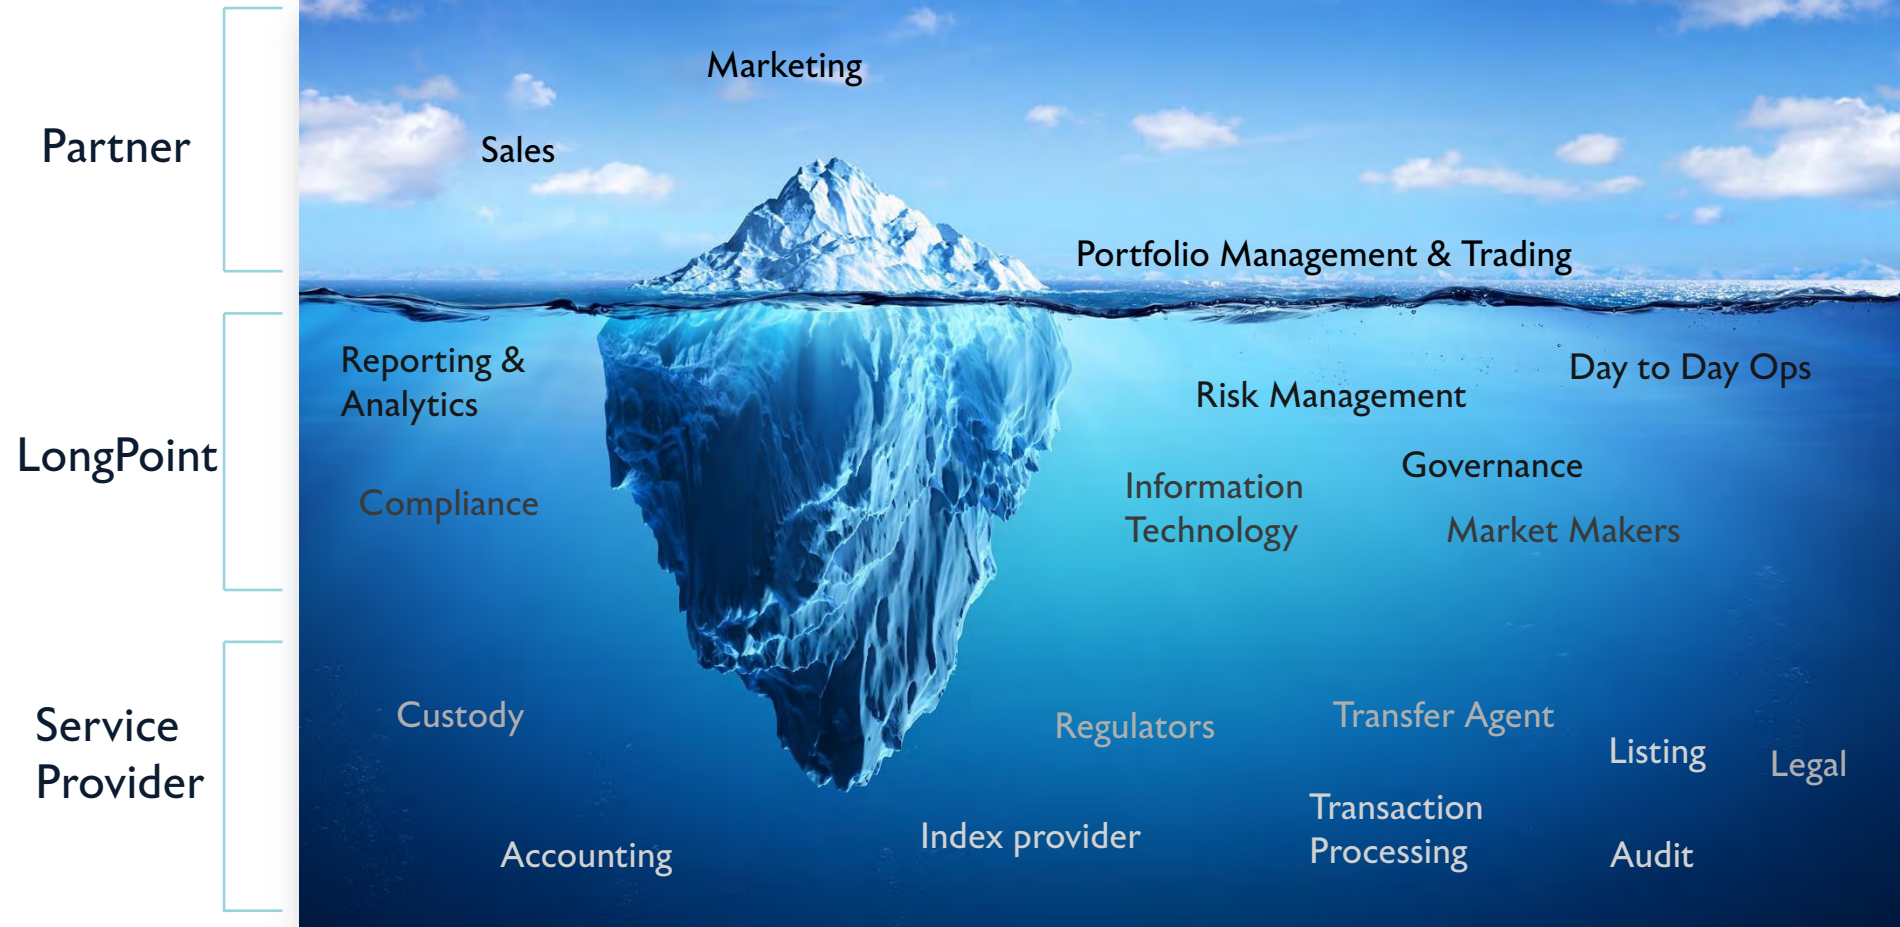 Marketing
Partner
Sales
Portfolio Management & Trading
Reporting &
Analytics
Day to Day Ops
Risk Management
LongPoint
Governance
Compliance
Information
Technology
Market Makers
Service
Provider
Custody
Regulators
Transfer Agent
Listing
Legal
Transaction
Processing
Index provider
Accounting
Audit